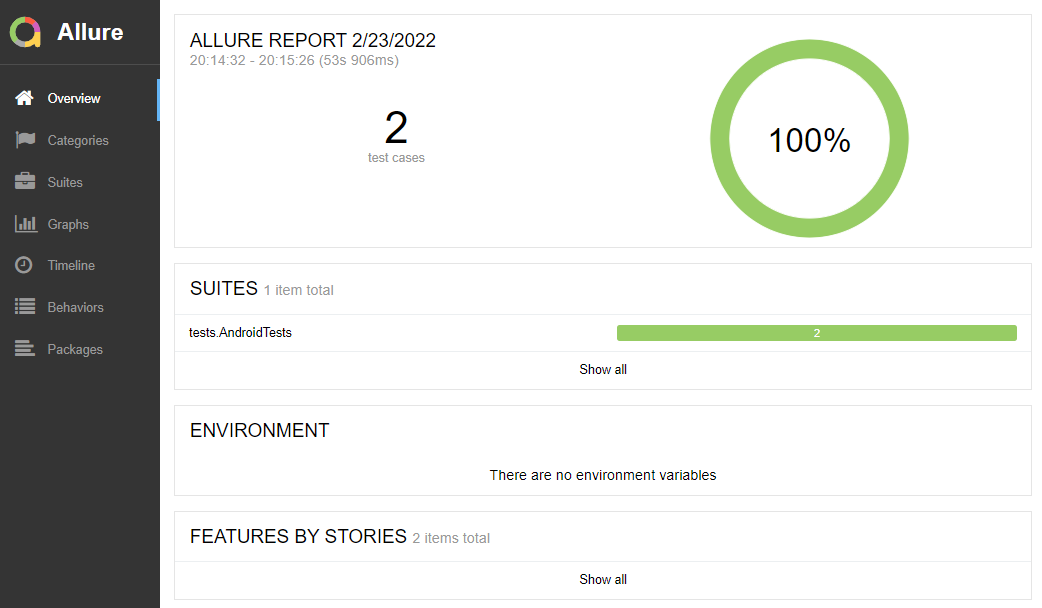 Allure
Overview
Categories
Suites
Graphs
Timeline
Behaviors
Packages
ALLURE REPORT 2/23/2022
20:14:32 - 20:15:26 (53s 906ms)
2
test cases
100%
SUITES 1 item total
tests.AndroidTests 2
Show all
ENVIRONMENT
There are no environment variables
FEATURES BY STORIES 2 items total
Show all